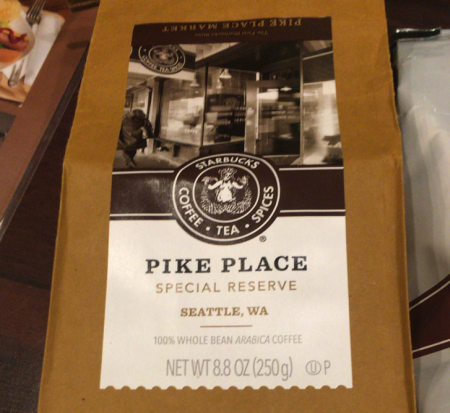 PIKE PLACE MARKET
STARBUCKS
COFFEE • TEA • SPICES
®
PIKE PLACE
SPECIAL RESERVE
SEATTLE, WA
100% WHOLE BEAN ARABICA COFFEE
NET WT 8.8 OZ (250g) Ⓤ P